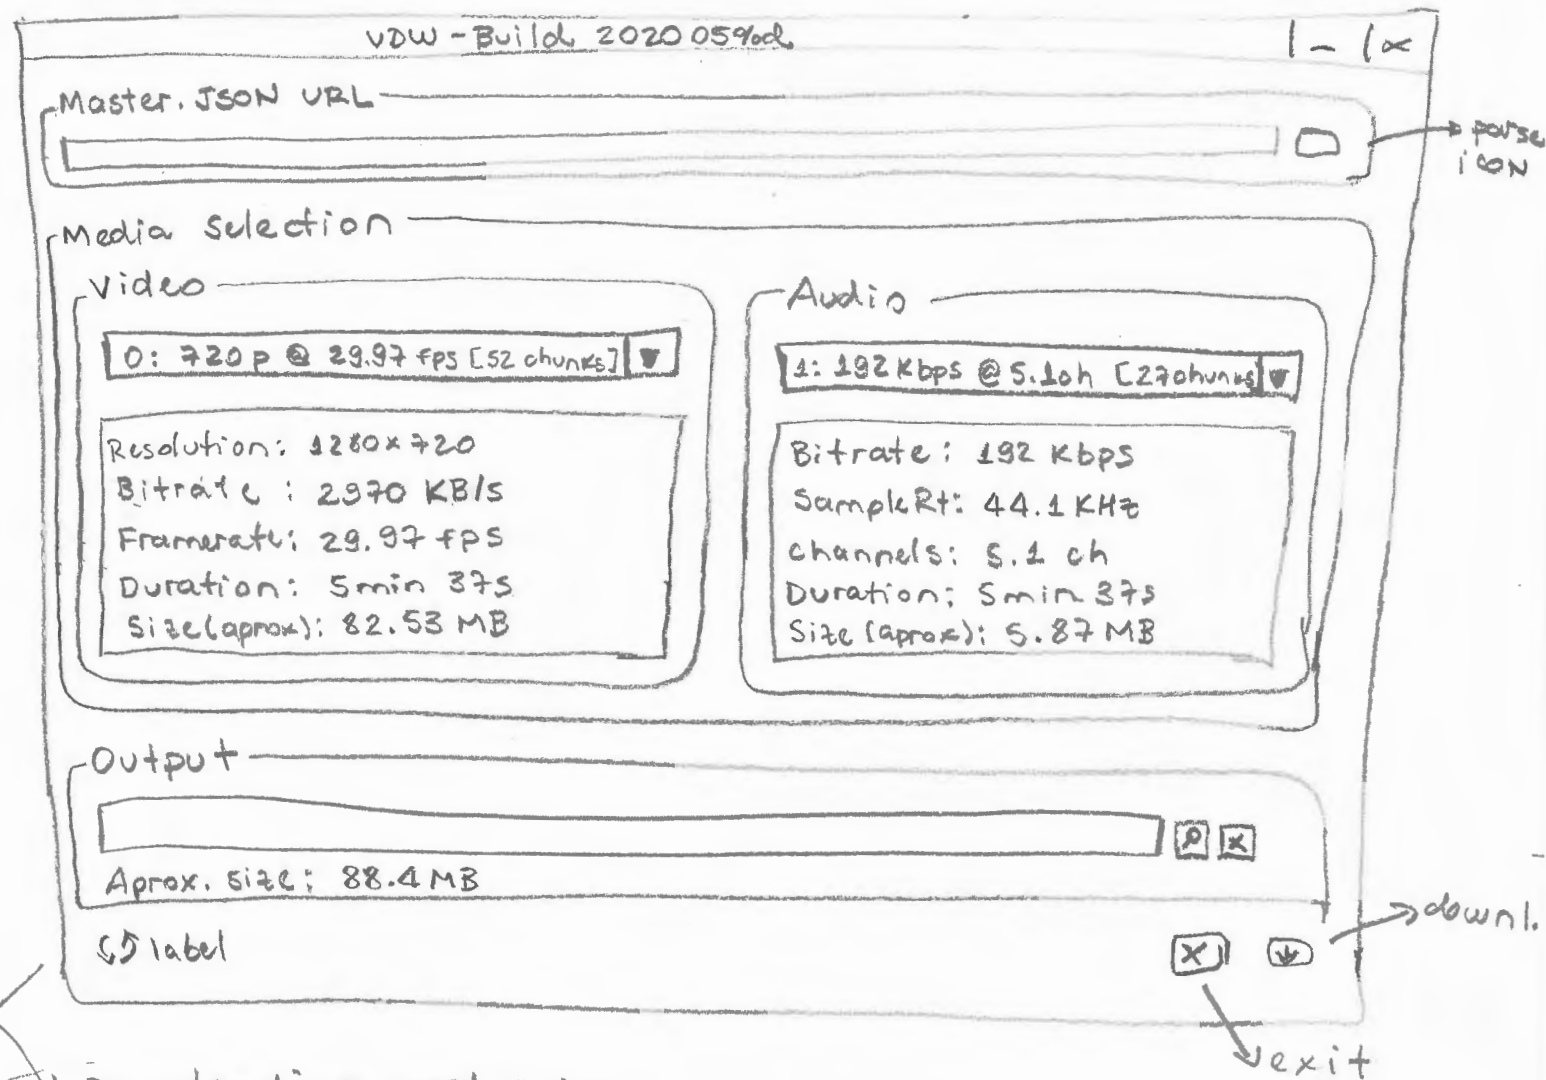 VDW - Build 202005%d
Master.JSON URL
parse
icon
Media selection
Video
0: 720p @ 29.97 fps [52 chunks]
Resolution: 1280x720
Bitrate : 2970 KB/s
Framerate: 29.97 fps
Duration: 5min 37s
Size(aprox): 82.53 MB
Audio
1: 192 Kbps @ 5.1ch [27chunks]
Bitrate: 192 Kbps
SampleRt: 44.1 KHz
channels: 5.1 ch
Duration: 5min 37s
Size (aprox): 5.87 MB
Output
Aprox. size: 88.4 MB
label
downl.
exit